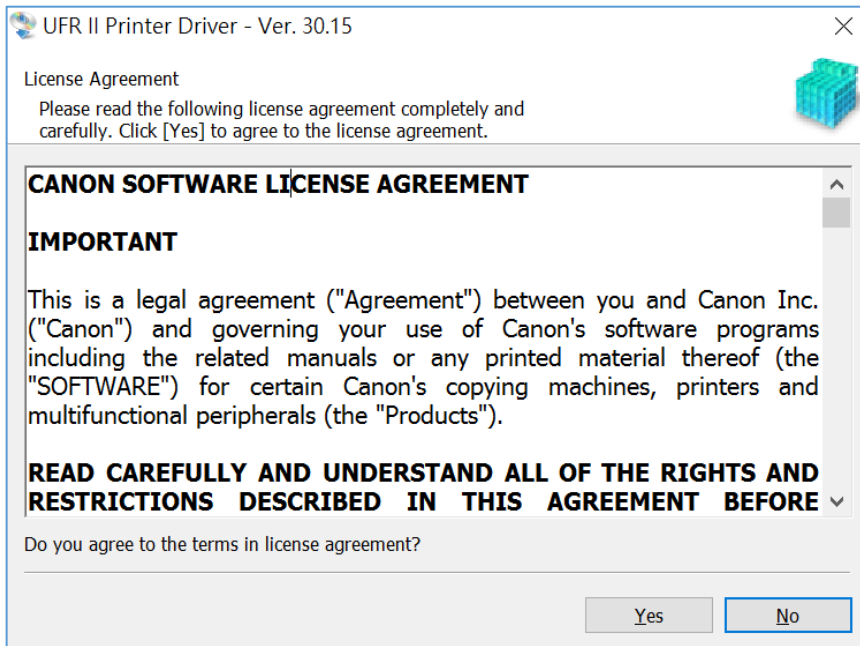 UFR II Printer Driver - Ver. 30.15
License Agreement
Please read the following license agreement completely and
carefully. Click [Yes] to agree to the license agreement.
CANON SOFTWARE LICENSE AGREEMENT
IMPORTANT
This is a legal agreement ("Agreement") between you and Canon Inc.
("Canon") and governing your use of Canon's software programs
including the related manuals or any printed material thereof (the
"SOFTWARE") for certain Canon's copying machines, printers and
multifunctional peripherals (the "Products").
READ CAREFULLY AND UNDERSTAND ALL OF THE RIGHTS AND
RESTRICTIONS DESCRIBED IN THIS AGREEMENT BEFORE
Do you agree to the terms in license agreement?
Yes No